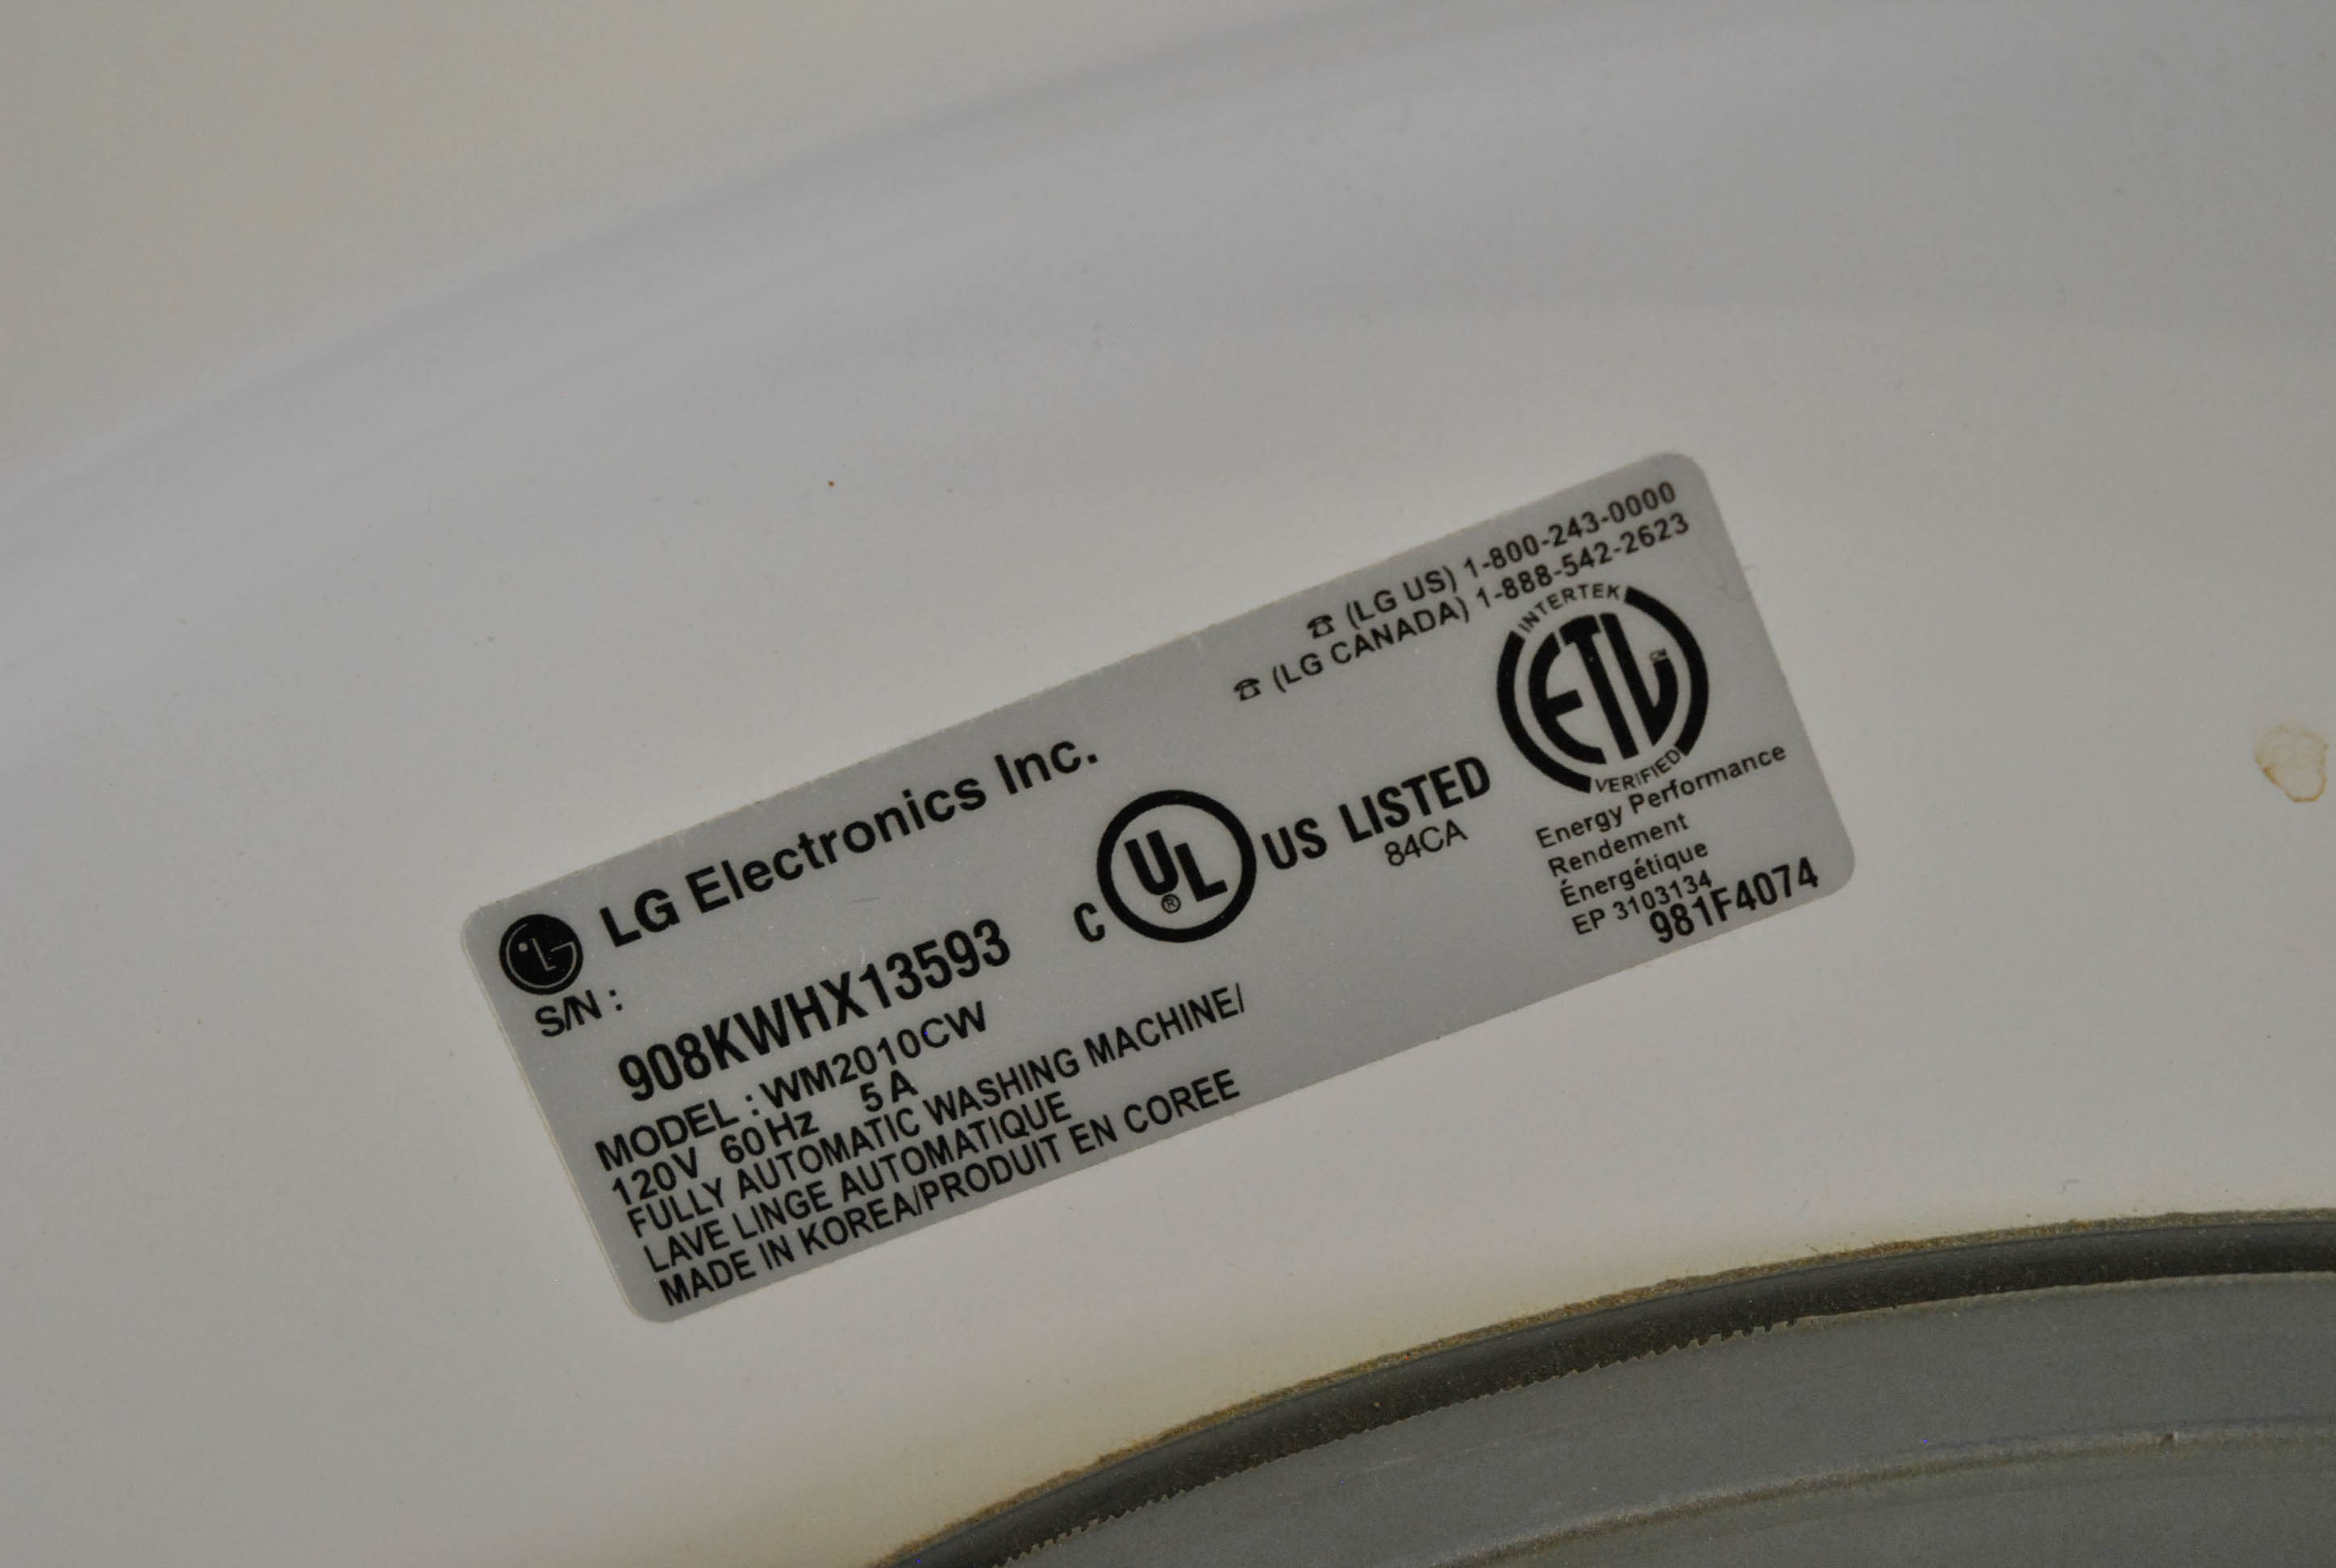 LG Electronics Inc.
☎ (LG US) 1-800-243-0000
☎ (LG CANADA) 1-888-542-2623
S/N :
908KWHX13593
MODEL : WM2010CW
120V 60Hz 5A
FULLY AUTOMATIC WASHING MACHINE/
LAVE LINGE AUTOMATIQUE
MADE IN KOREA/PRODUIT EN COREE
C UL ® US LISTED
84CA
INTERTEK
ETL CM
VERIFIED
Energy Performance
Rendement
Énergétique
EP 3103134
981F4074